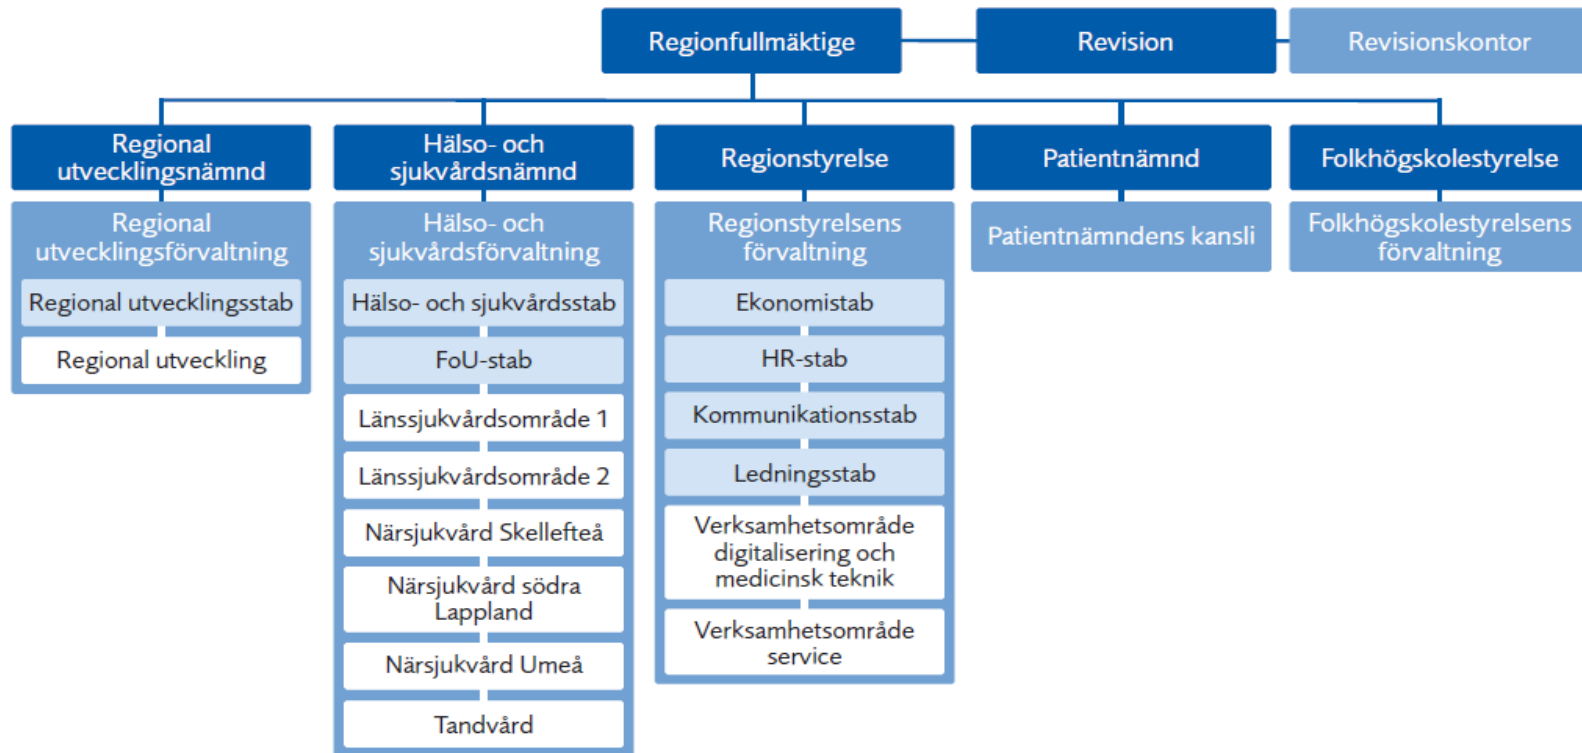 Regionfullmäktige
Revision
Revisionskontor
Regional
utvecklingsnämnd
Hälso- och
sjukvårdsnämnd
Regionstyrelse
Patientnämnd
Folkhögskolestyrelse
Regional
utvecklingsförvaltning
Regional utvecklingsstab
Regional utveckling
Hälso- och
sjukvårdsförvaltning
Hälso- och sjukvårdsstab
FoU-stab
Länssjukvårdsområde 1
Länssjukvårdsområde 2
Närsjukvård Skellefteå
Närsjukvård södra
Lappland
Närsjukvård Umeå
Tandvård
Regionstyrelsens
förvaltning
Ekonomistab
HR-stab
Kommunikationsstab
Ledningsstab
Verksamhetsområde
digitalisering och
medicinsk teknik
Verksamhetsområde
service
Patientnämndens kansli
Folkhögskolestyrelsens
förvaltning